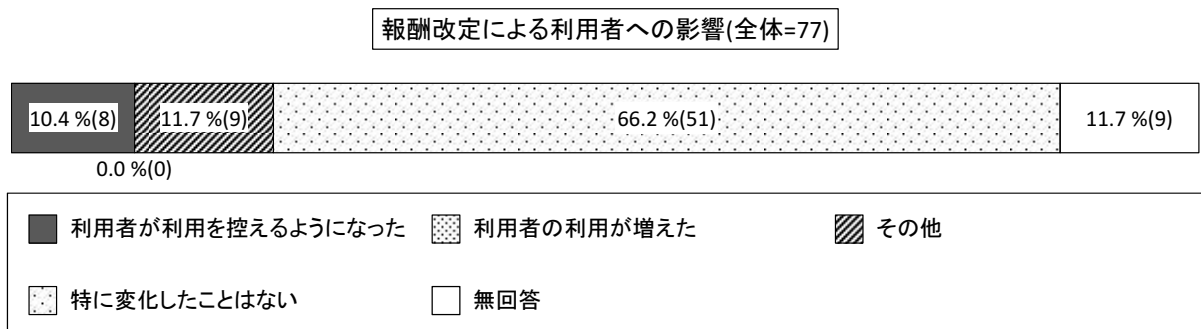 報酬改定による利用者への影響(全体=77)
10.4 %(8) 11.7 %(9) 66.2 %(51) 11.7 %(9)
0.0 %(0)
利用者が利用を控えるようになった 利用者の利用が増えた その他
特に変化したことはない 無回答